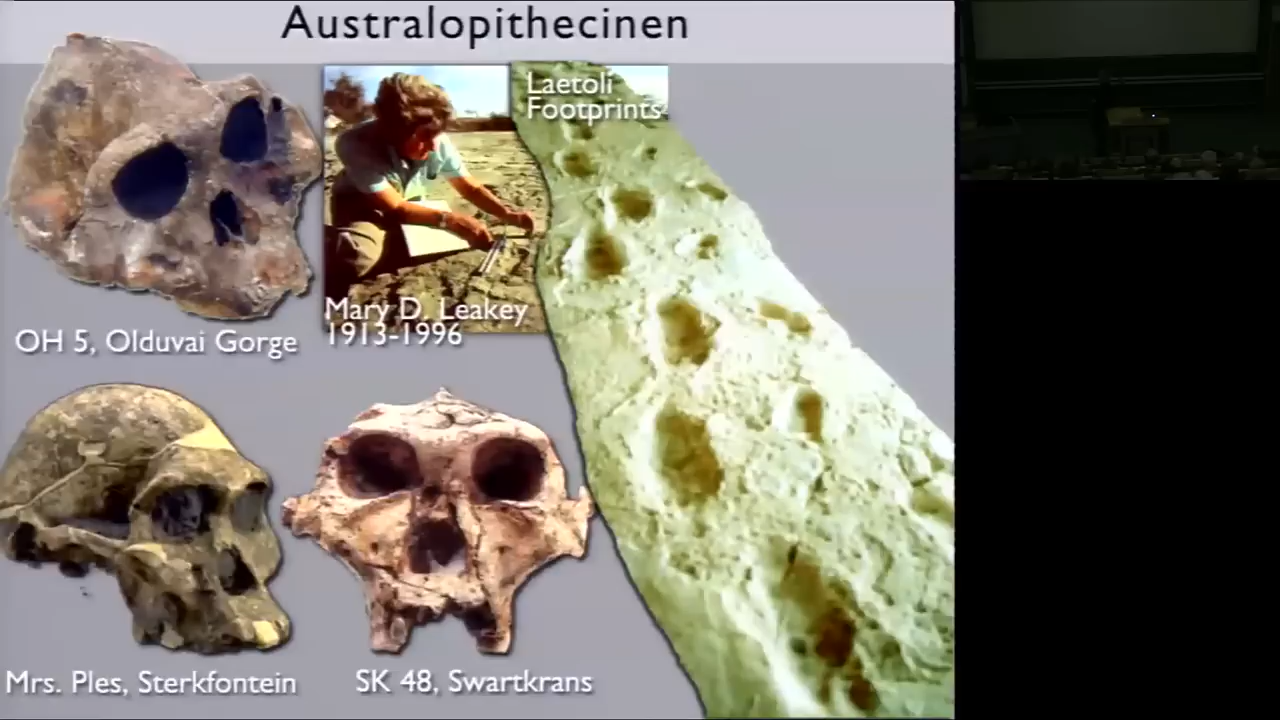 Australopithecinen
Laetoli
Footprints
Mary D. Leakey
1913-1996
OH 5, Olduvai Gorge
Mrs. Ples, Sterkfontein
SK 48, Swartkrans